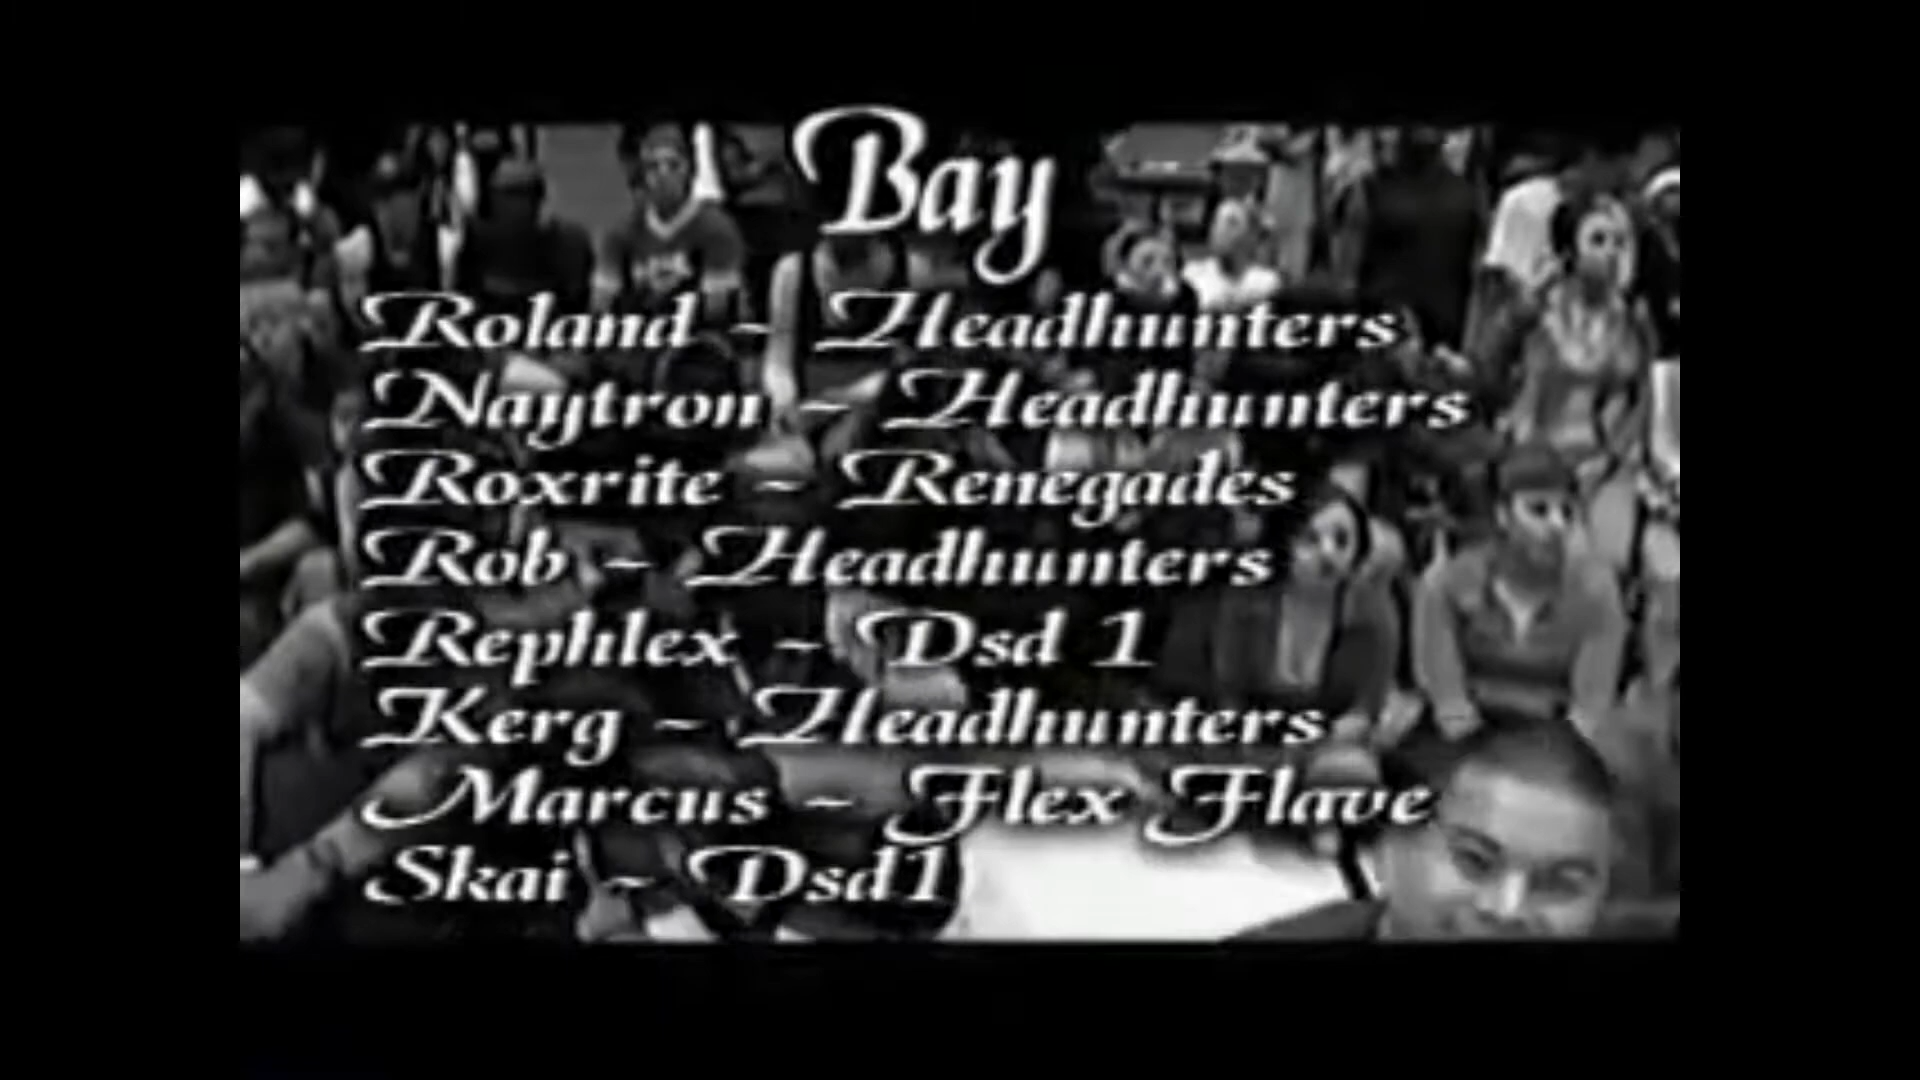 Bay
Roland ~ Headhunters
Naytron ~ Headhunters
Roxrite ~ Renegades
Rob ~ Headhunters
Rephlex ~ Dsd 1
Kerg ~ Headhunters
Marcus ~ Flex Flave
Skai ~ Dsd1